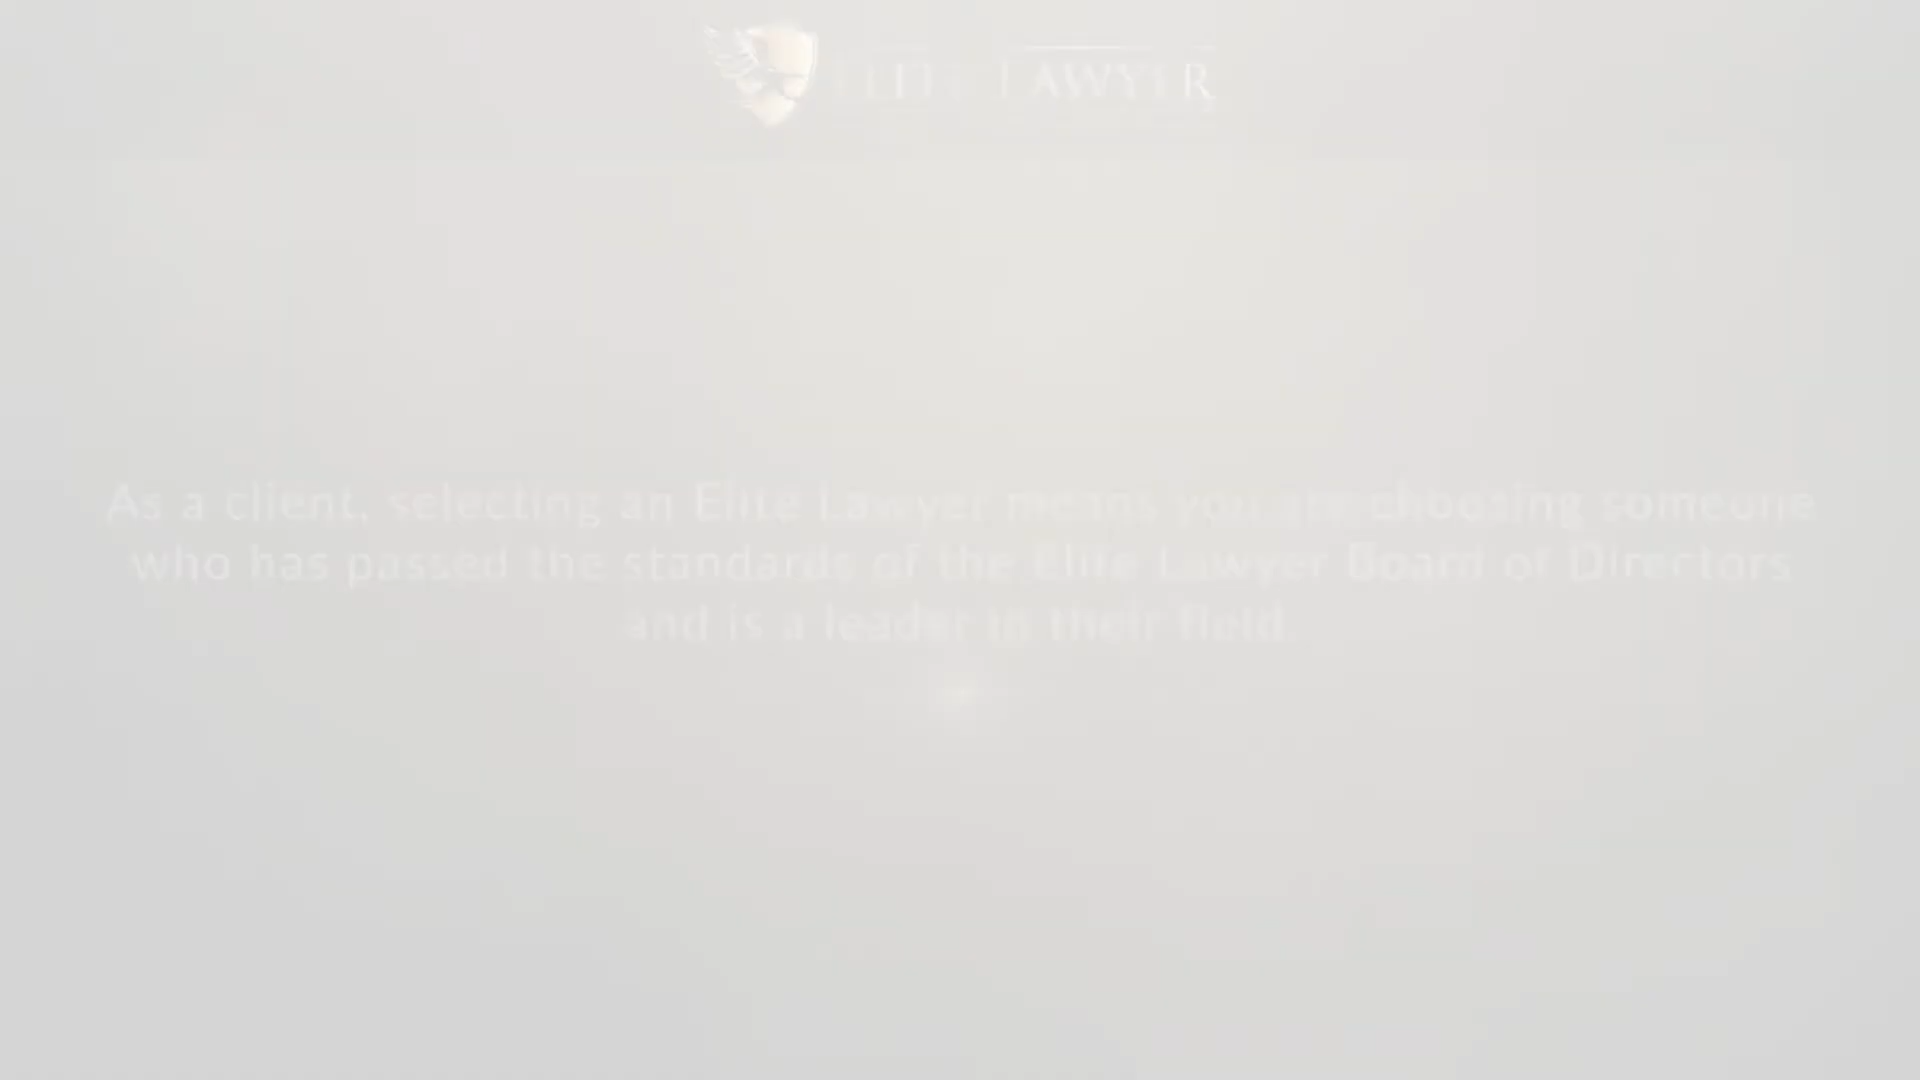 ELITE LAWYER
As a client, selecting an Elite Lawyer means you are choosing someone
who has passed the standards of the Elite Lawyer Board of Directors
and is a leader in their field.